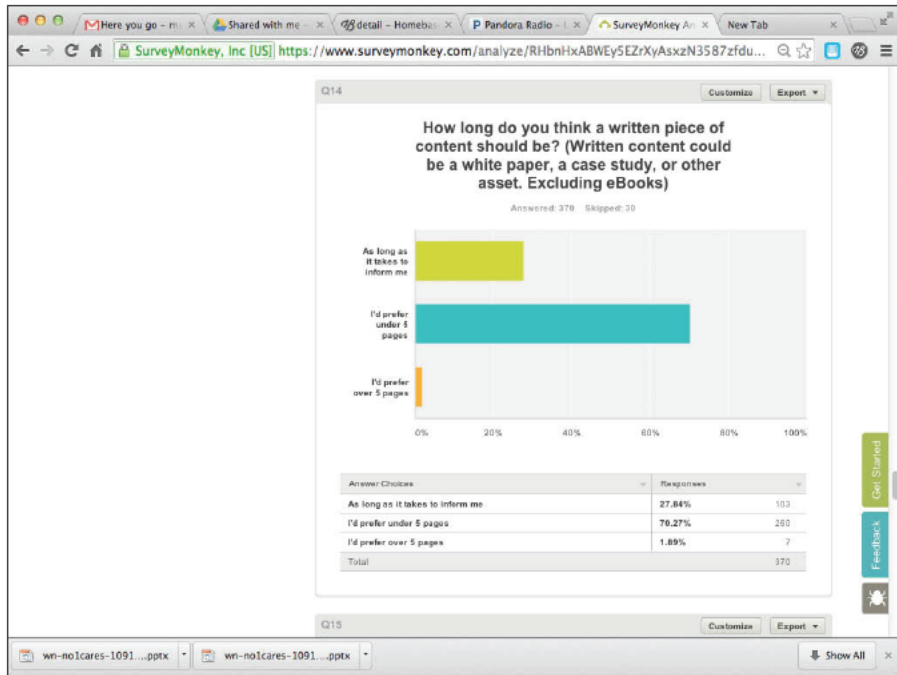 Here you go – mu
Shared with me –
detail – Homebas
P Pandora Radio – L
SurveyMonkey An
New Tab
SurveyMonkey, Inc [US] https://www.surveymonkey.com/analyze/RHbnHxABWEy5EZrXyAsxzN3587zfdu...
Q14
Customize
Export
How long do you think a written piece of
content should be? (Written content could
be a white paper, a case study, or other
asset. Excluding eBooks)
Answered: 370 Skipped: 30
As long as
it takes to
inform me
I'd prefer
under 5
pages
I'd prefer
over 5 pages
0% 20% 40% 60% 80% 100%
Answer Choices Responses
As long as it takes to inform me 27.84% 103
I'd prefer under 5 pages 70.27% 260
I'd prefer over 5 pages 1.89% 7
Total 370
Get Started
Feedback
Q15
Customize
Export
wn-no1cares-1091....pptx
wn-no1cares-1091....pptx
Show All